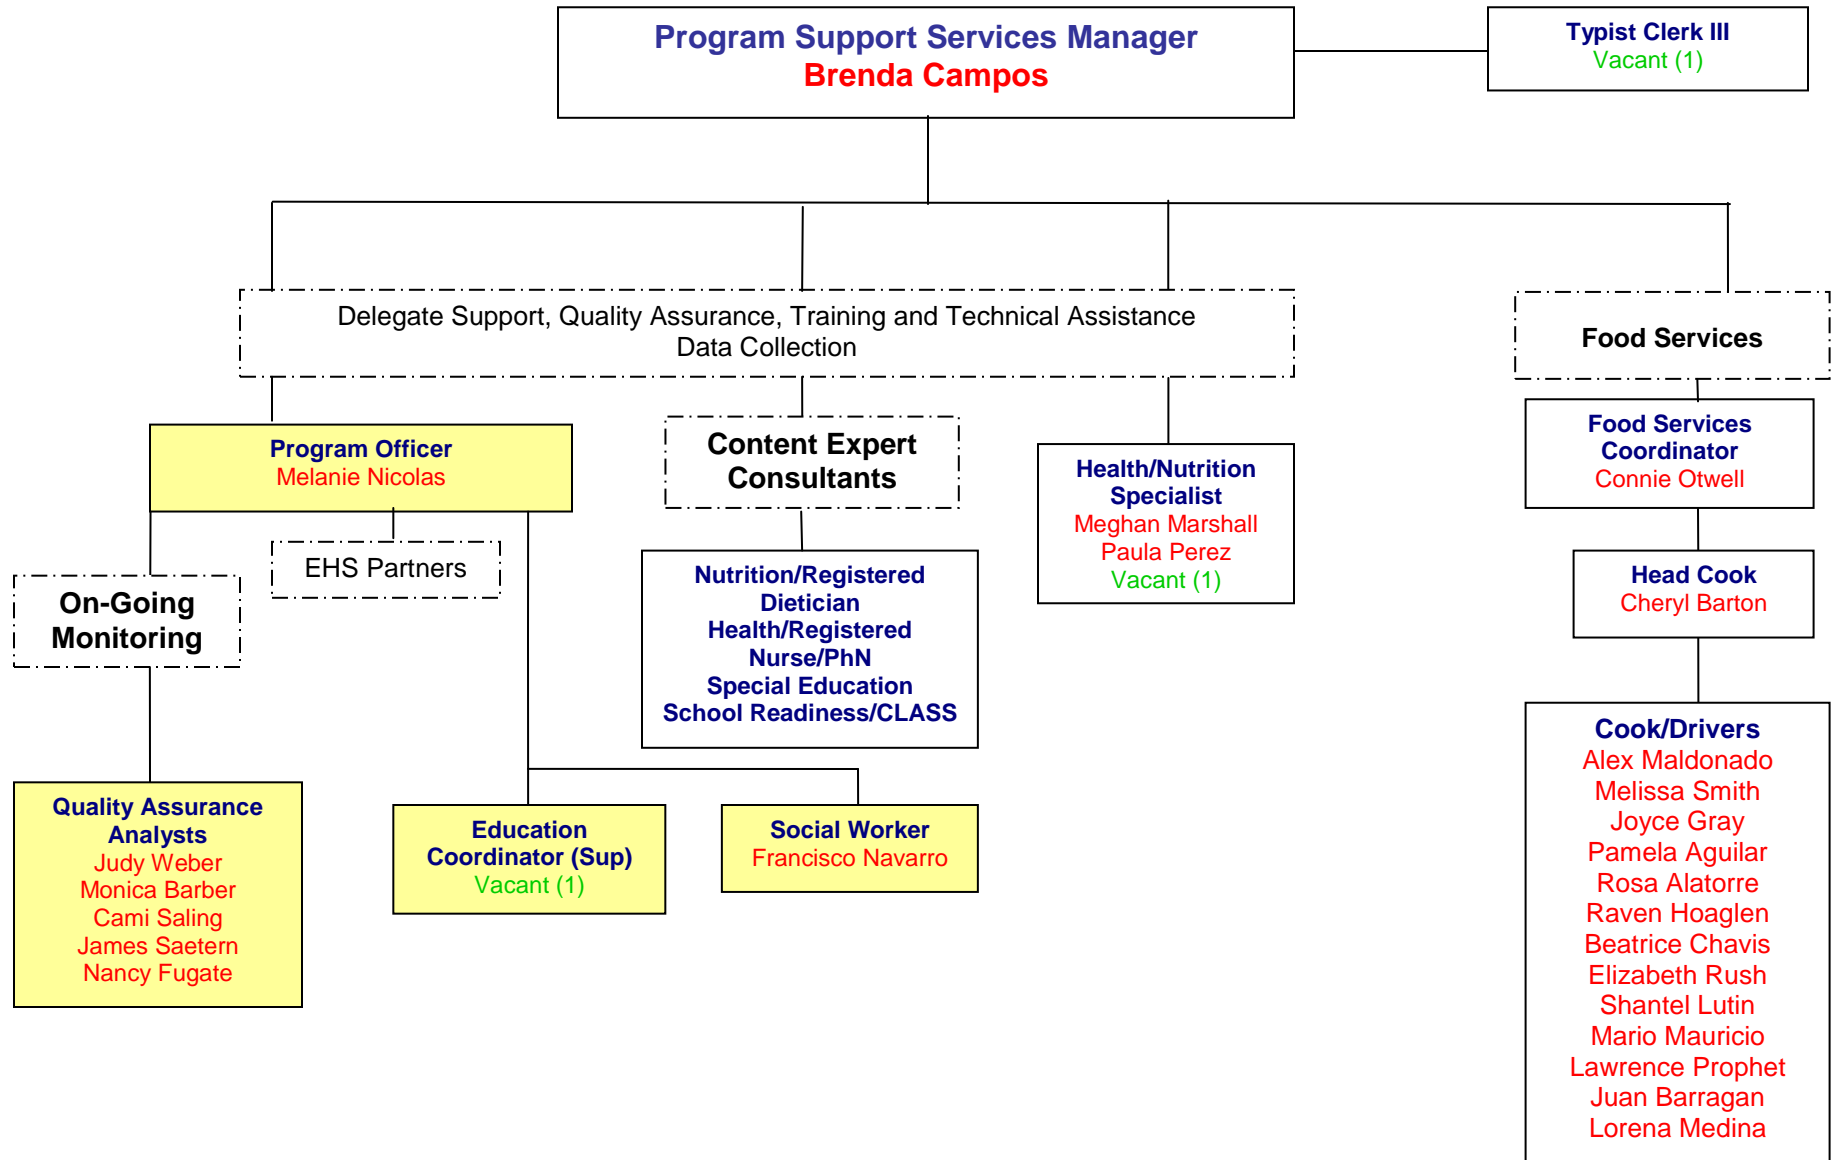 Program Support Services Manager
Brenda Campos
Typist Clerk III
Vacant (1)
Delegate Support, Quality Assurance, Training and Technical Assistance
Data Collection
Food Services
Program Officer
Melanie Nicolas
Content Expert
Consultants
Health/Nutrition
Specialist
Meghan Marshall
Paula Perez
Vacant (1)
Food Services
Coordinator
Connie Otwell
On-Going
Monitoring
EHS Partners
Nutrition/Registered
Dietician
Health/Registered
Nurse/PhN
Special Education
School Readiness/CLASS
Head Cook
Cheryl Barton
Quality Assurance
Analysts
Judy Weber
Monica Barber
Cami Saling
James Saetern
Nancy Fugate
Education
Coordinator (Sup)
Vacant (1)
Social Worker
Francisco Navarro
Cook/Drivers
Alex Maldonado
Melissa Smith
Joyce Gray
Pamela Aguilar
Rosa Alatorre
Raven Hoaglen
Beatrice Chavis
Elizabeth Rush
Shantel Lutin
Mario Mauricio
Lawrence Prophet
Juan Barragan
Lorena Medina